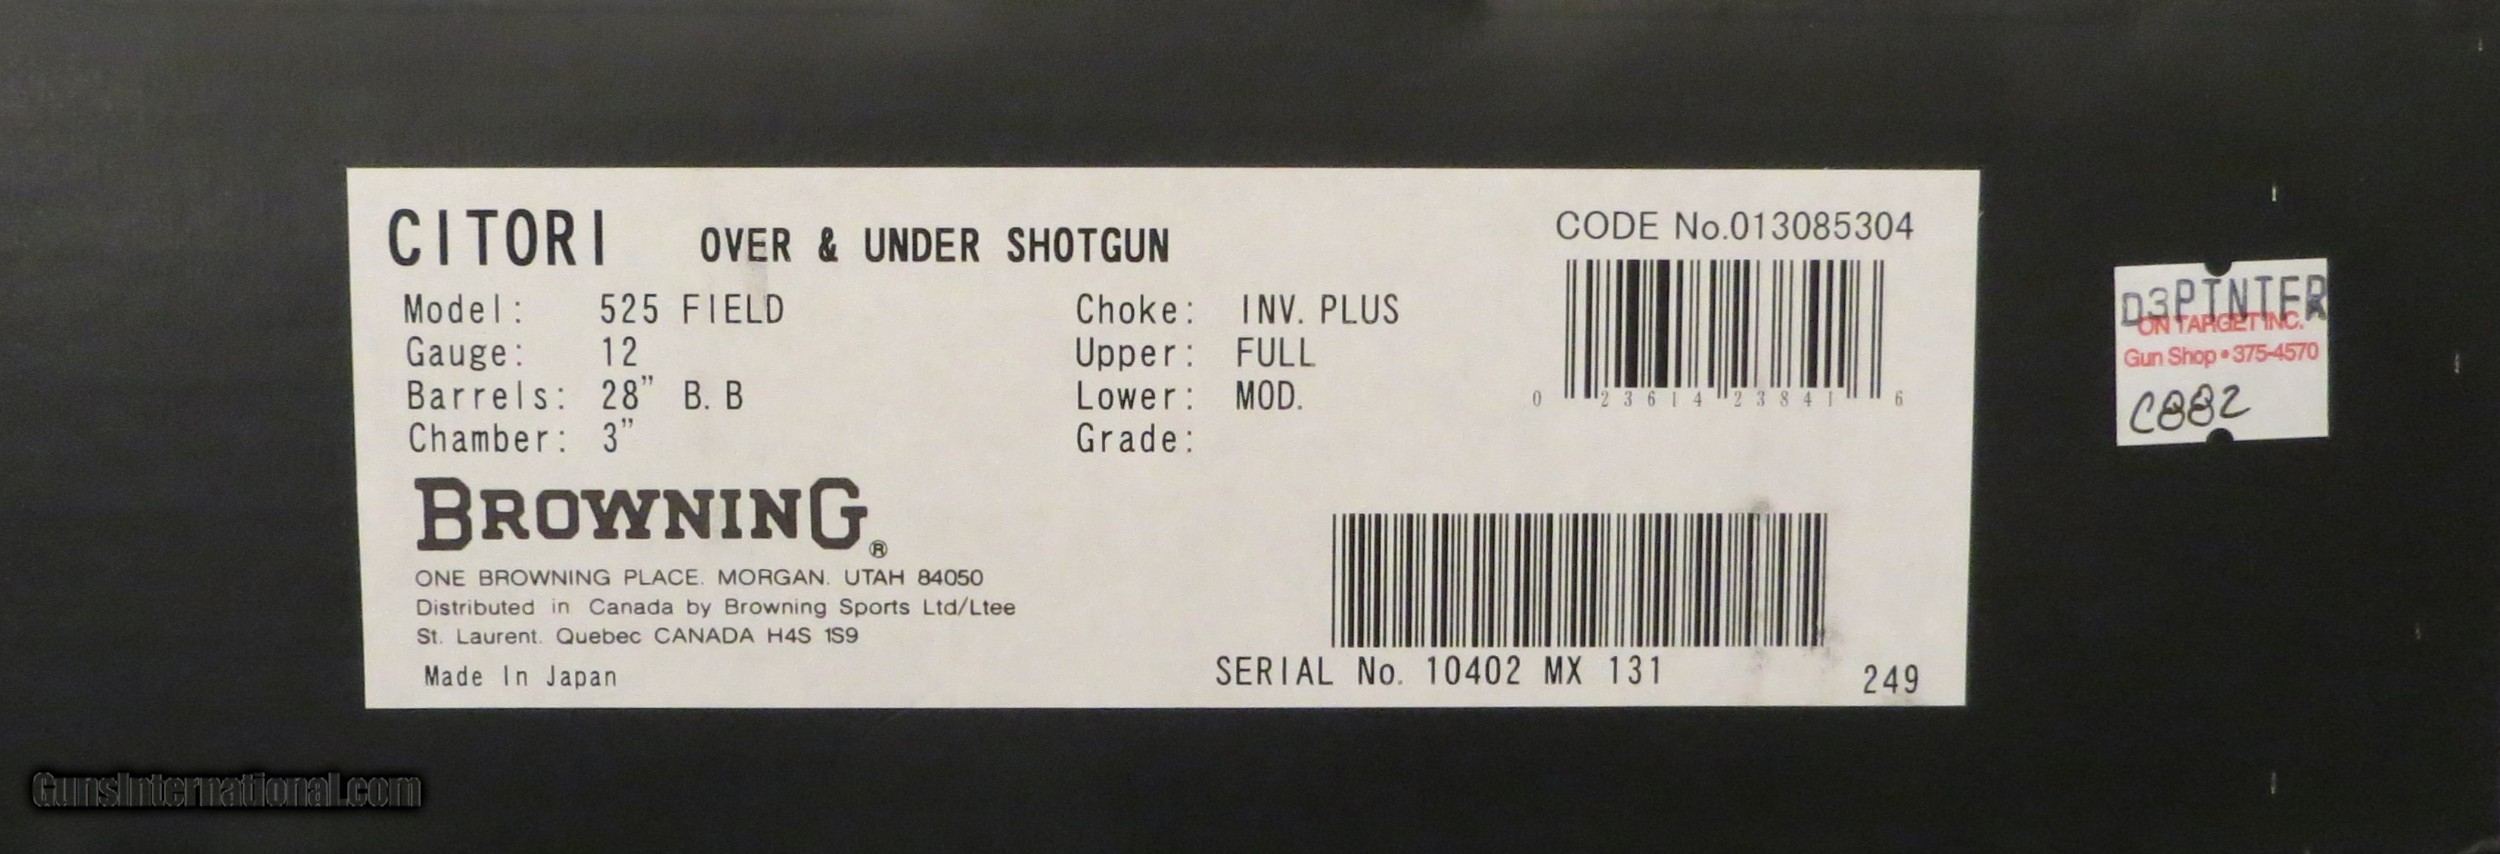 CITORI OVER & UNDER SHOTGUN
Model: 525 FIELD
Gauge: 12
Barrels: 28" B.B
Chamber: 3"
Choke: INV. PLUS
Upper: FULL
Lower: MOD.
Grade:
CODE No.013085304
0 23614 23841 6
BROWNING®
ONE BROWNING PLACE. MORGAN. UTAH 84050
Distributed in Canada by Browning Sports Ltd/Ltee
St. Laurent. Quebec CANADA H4S 1S9
Made In Japan
SERIAL No. 10402 MX 131
249
D3PTNTER
ON TARGET INC.
Gun Shop • 375-4570
C882
GunsInternational.com